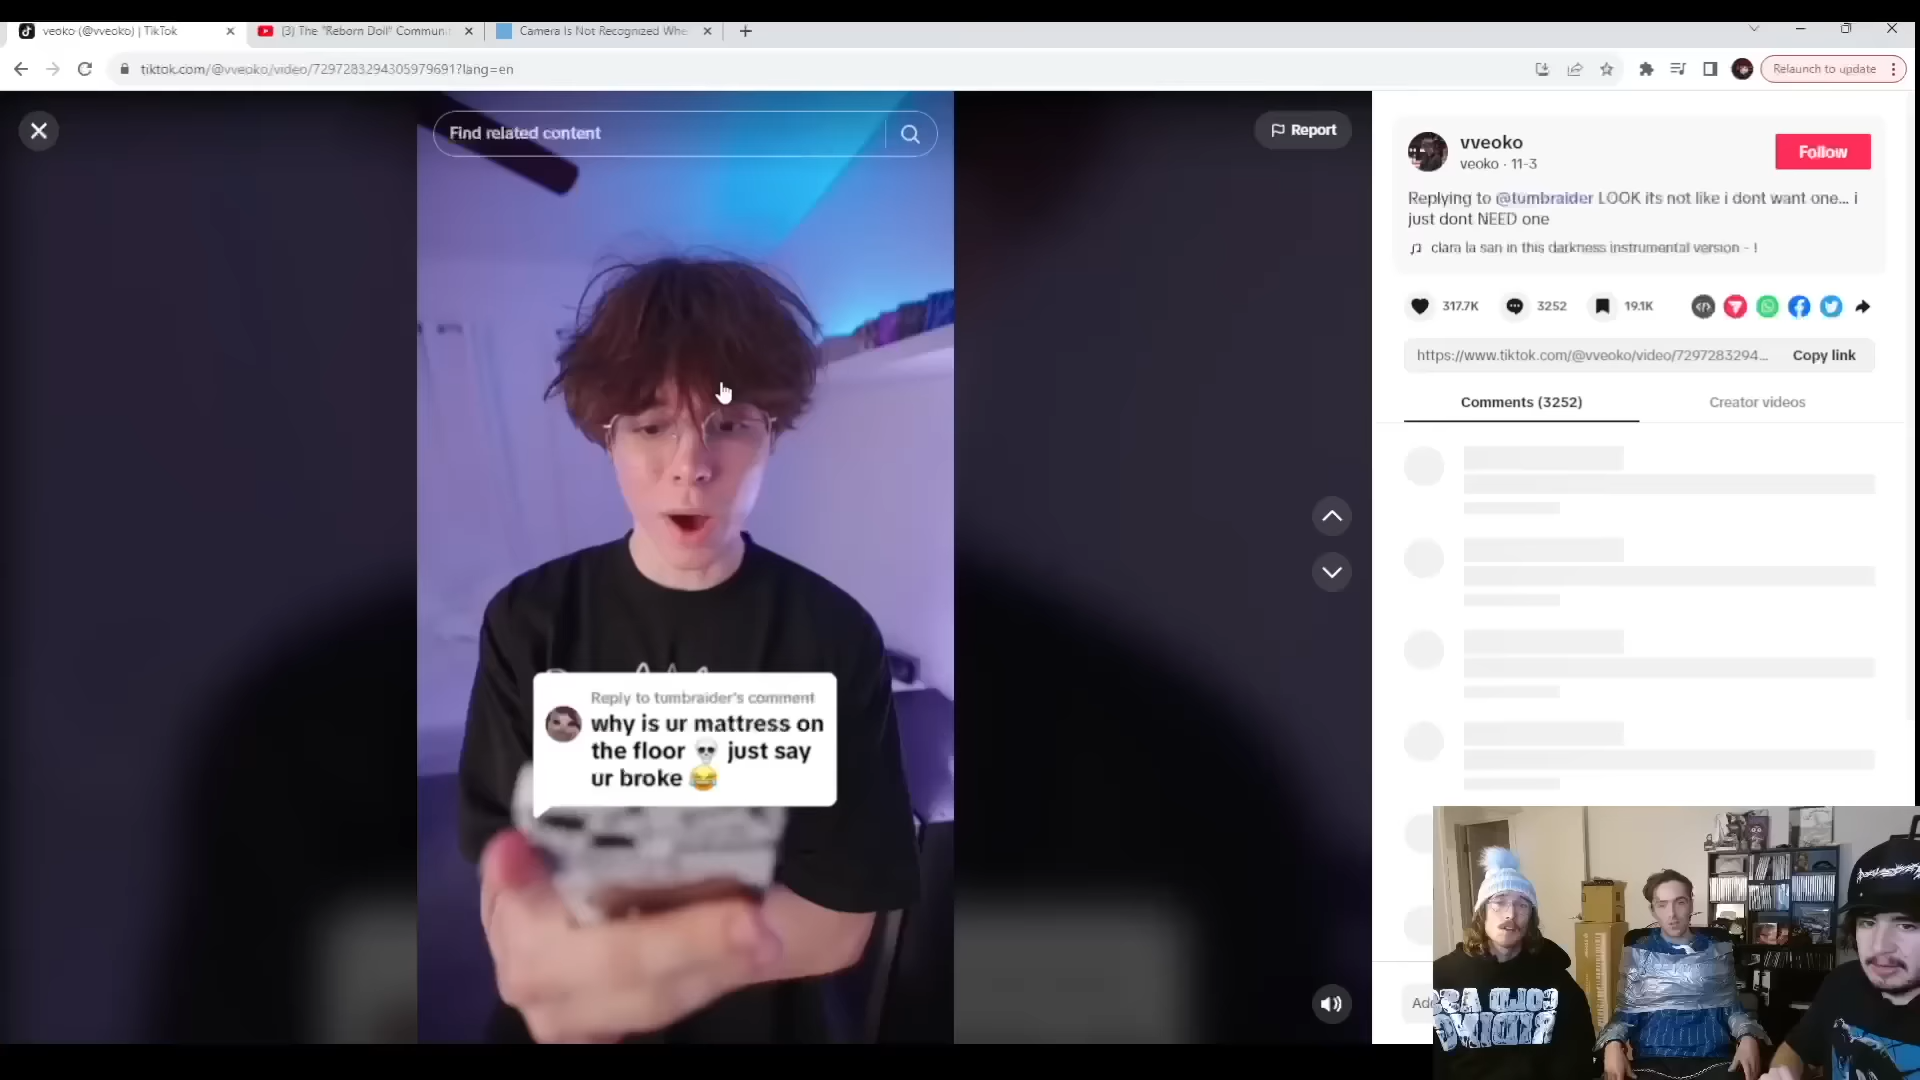 veoko (@vveoko) | TikTok
(3) The "Reborn Doll" Commun
Camera Is Not Recognized Whe
tiktok.com/@vveoko/video/7297283294305979691?lang=en
Relaunch to update
Find related content
Report
vveoko
veoko · 11-3
Follow
Replying to @tumbraider LOOK its not like i dont want one... i
just dont NEED one
clara la san in this darkness instrumental version - !
317.7K
3252
19.1K
https://www.tiktok.com/@vveoko/video/7297283294...
Copy link
Comments (3252)
Creator videos
Reply to tumbraider's comment
why is ur mattress on
the floor 💀 just say
ur broke 😂